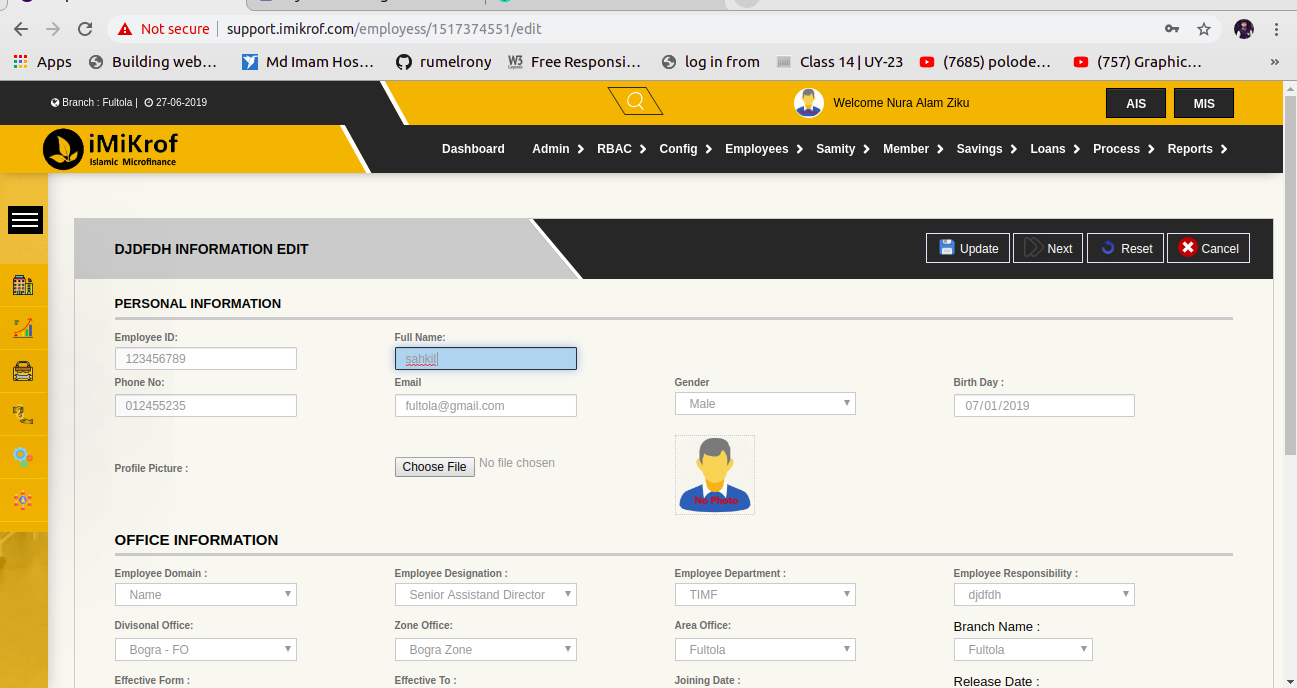 Not secure | support.imikrof.com/employess/1517374551/edit
Apps Building web... Md Imam Hos... rumelrony W3 Free Responsi... log in from Class 14 | UY-23 (7685) polode... (757) Graphic... »
Branch : Fultola | 27-06-2019 Welcome Nura Alam Ziku AIS MIS
iMiKrof
Islamic Microfinance
Dashboard Admin RBAC Config Employees Samity Member Savings Loans Process Reports
DJDFDH INFORMATION EDIT Update Next Reset Cancel
PERSONAL INFORMATION
Employee ID: Full Name:
123456789 sahkil
Phone No: Email Gender Birth Day :
012455235 fultola@gmail.com Male 07/01/2019
Profile Picture : Choose File No file chosen
No Photo
OFFICE INFORMATION
Employee Domain : Employee Designation : Employee Department : Employee Responsibility :
Name Senior Assistand Director TIMF djdfdh
Divisonal Office: Zone Office: Area Office: Branch Name :
Bogra - FO Bogra Zone Fultola Fultola
Effective Form : Effective To : Joining Date : Release Date :